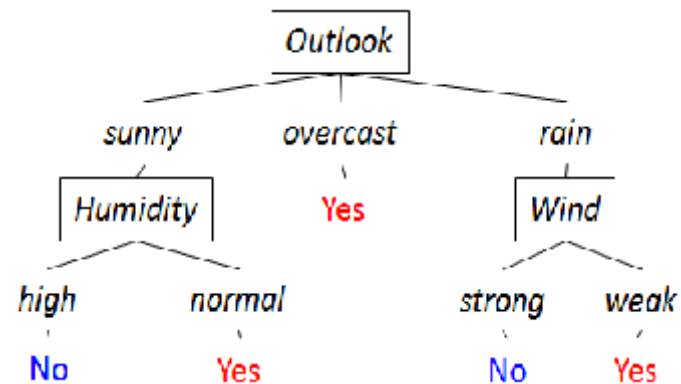 Outlook
sunny overcast rain
Humidity Yes Wind
high normal strong weak
No Yes No Yes